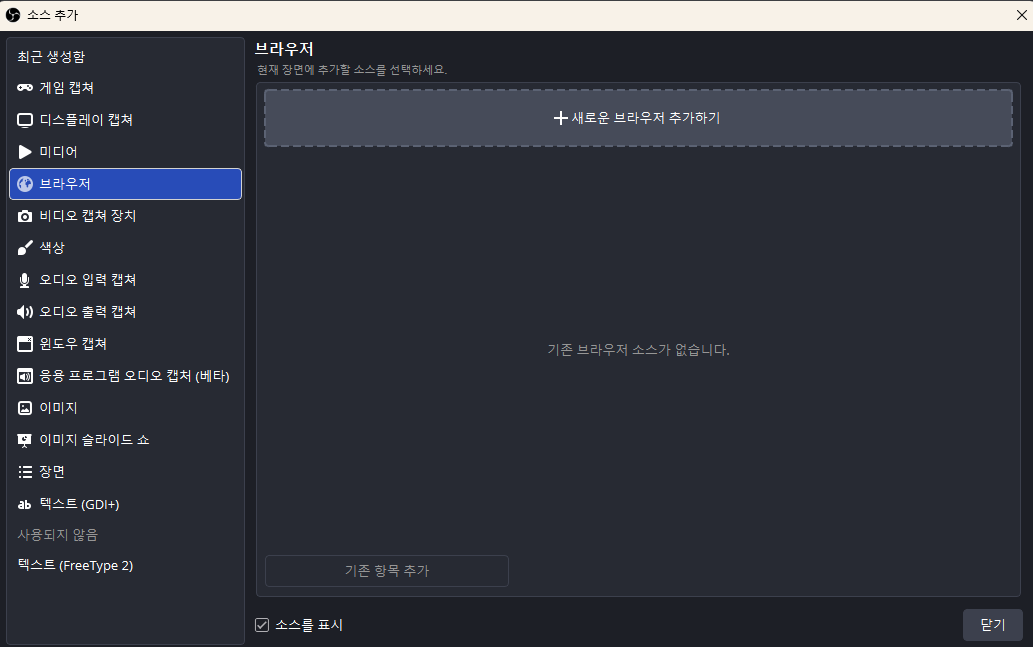 소스 추가
최근 생성함
게임 캡쳐
디스플레이 캡쳐
미디어
브라우저
비디오 캡쳐 장치
색상
오디오 입력 캡쳐
오디오 출력 캡쳐
윈도우 캡쳐
응용 프로그램 오디오 캡처 (베타)
이미지
이미지 슬라이드 쇼
장면
ab 텍스트 (GDI+)
사용되지 않음
텍스트 (FreeType 2)
브라우저
현재 장면에 추가할 소스를 선택하세요.
새로운 브라우저 추가하기
기존 브라우저 소스가 없습니다.
기존 항목 추가
소스를 표시
닫기